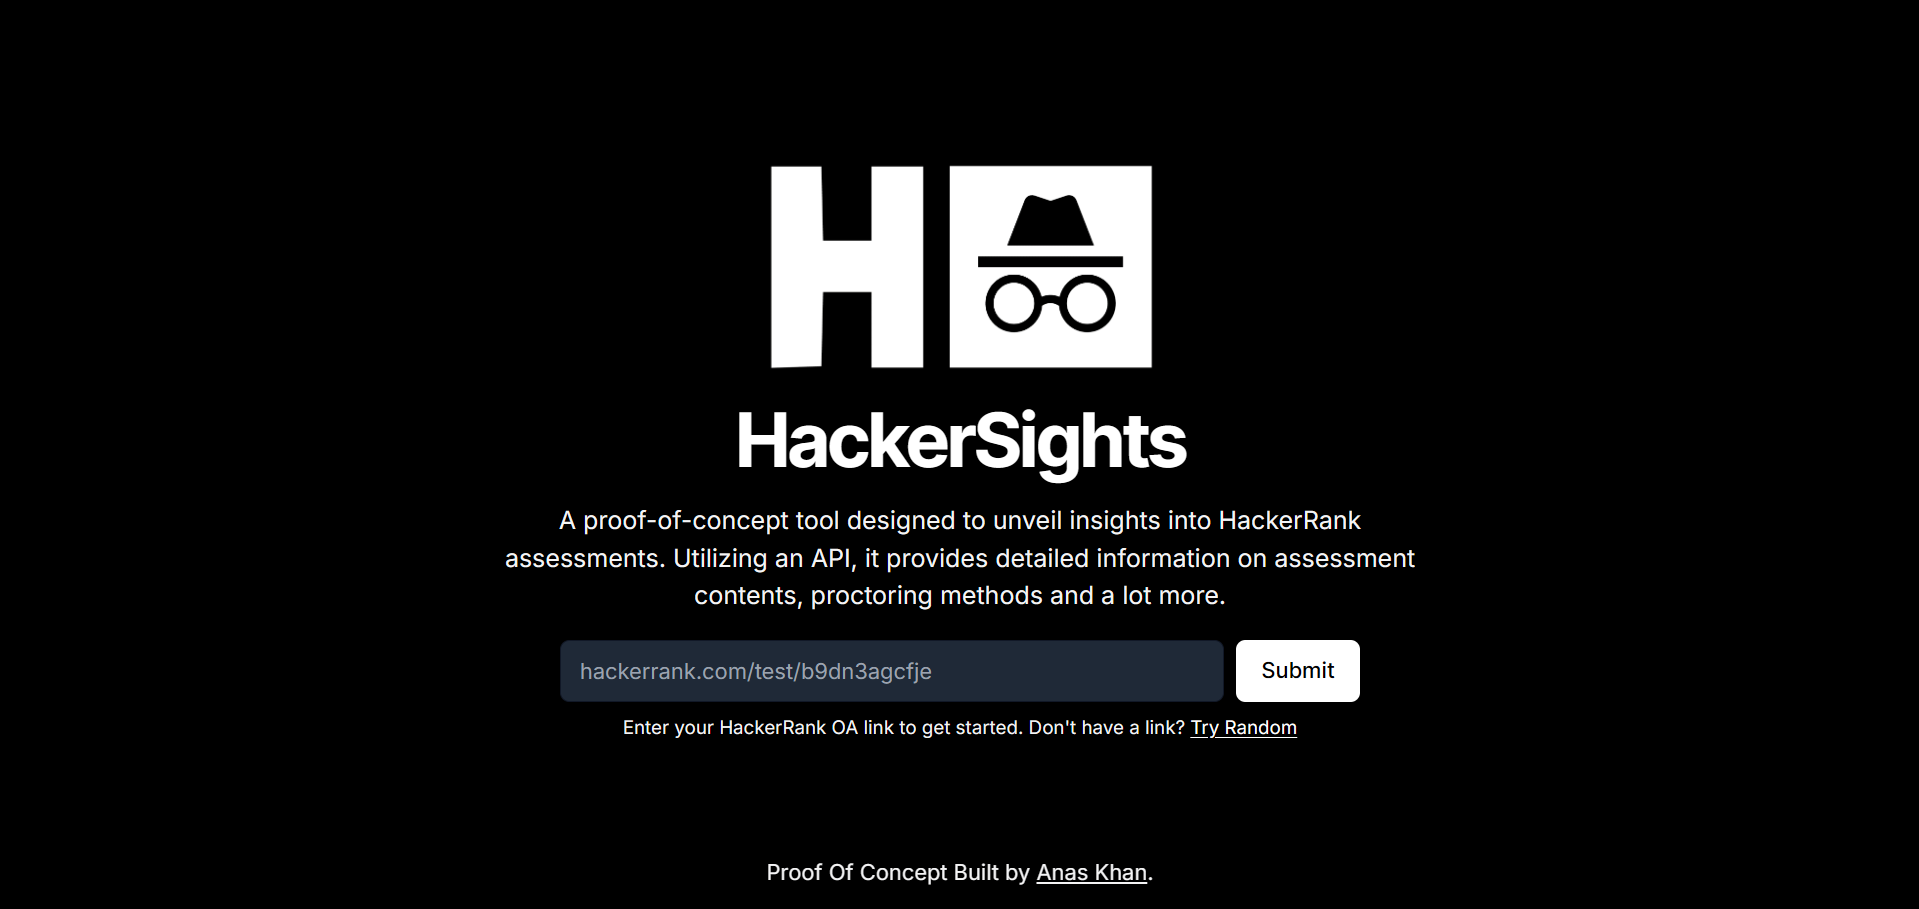 H
HackerSights
A proof-of-concept tool designed to unveil insights into HackerRank
assessments. Utilizing an API, it provides detailed information on assessment
contents, proctoring methods and a lot more.
hackerrank.com/test/b9dn3agcfje
Submit
Enter your HackerRank OA link to get started. Don't have a link? Try Random
Proof Of Concept Built by Anas Khan.